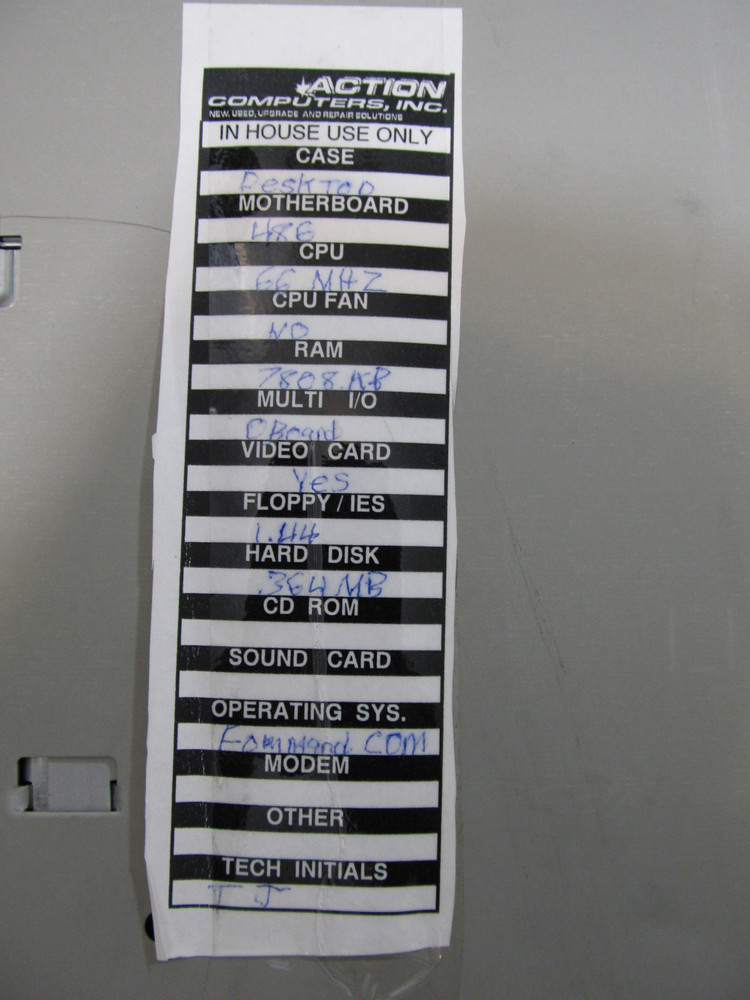 ACTION
COMPUTERS, INC.
NEW, USED, UPGRADE AND REPAIR SOLUTIONS
IN HOUSE USE ONLY
CASE
Desktop
MOTHERBOARD
486
CPU
66 MHZ
CPU FAN
NO
RAM
7808 KB
MULTI I/O
OBoard
VIDEO CARD
Yes
FLOPPY / IES
1.44
HARD DISK
364 MB
CD ROM
SOUND CARD
OPERATING SYS.
Command COM
MODEM
OTHER
TECH INITIALS
T J